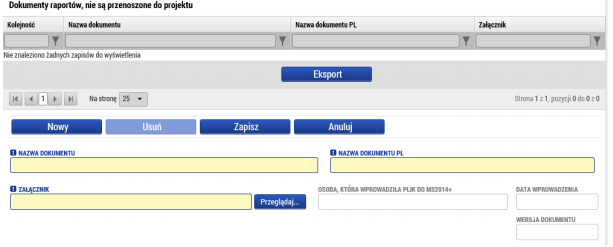 Dokumenty raportów, nie są przenoszone do projektu
Kolejność Nazwa dokumentu Nazwa dokumentu PL Załącznik
Nie znaleziono żadnych zapisów do wyświetlenia
Eksport
1 Na stronę 25 Strona 1 z 1, pozycji 0 do 0 z 0
Nowy Usuń Zapisz Anuluj
NAZWA DOKUMENTU NAZWA DOKUMENTU PL
ZAŁĄCZNIK OSOBA, KTÓRA WPROWADZIŁA PLIK DO MS2014+ DATA WPROWADZENIA
Przeglądaj...
WERSJA DOKUMENTU